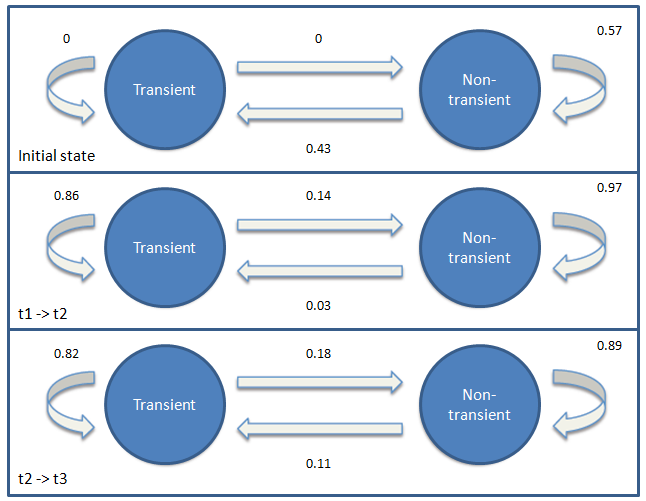 0
0
0.57
Transient
Non-
transient
0.43
Initial state
0.86
0.14
0.97
Transient
Non-
transient
0.03
t1 -> t2
0.82
0.18
0.89
Transient
Non-
transient
0.11
t2 -> t3